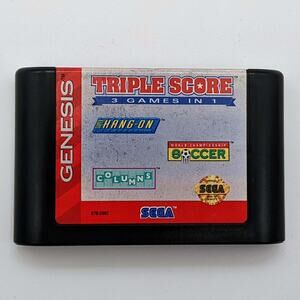 GENESIS
TRIPLE SCORE
3 GAMES IN 1
HANG-ON
WORLD CHAMPIONSHIP
SOCCER
COLUMNS
SEGA
SEGA